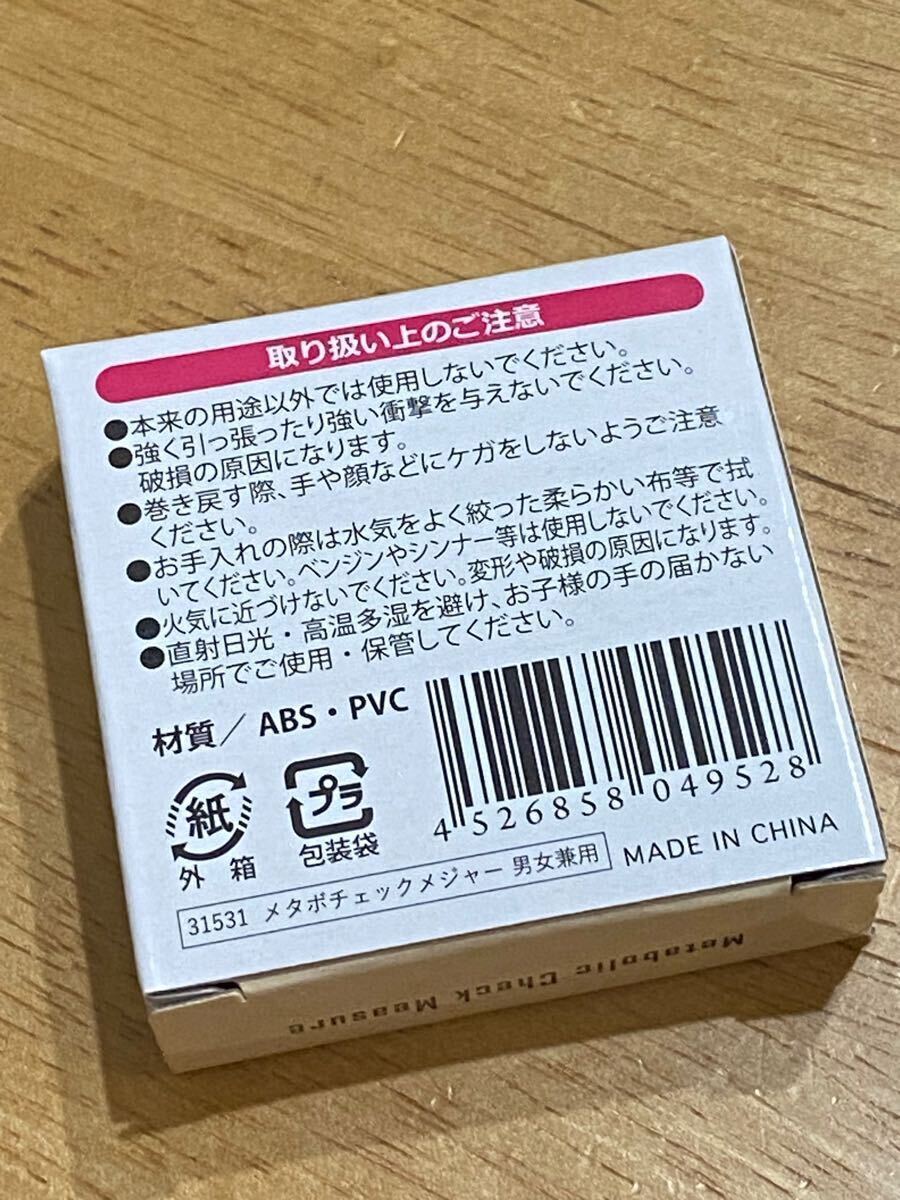 取り扱い上のご注意
●本来の用途以外では使用しないでください。
●強く引っ張ったり強い衝撃を与えないでください。
破損の原因になります。
●巻き戻す際、手や顔などにケガをしないようご注意
ください。
●お手入れの際は水気をよく絞った柔らかい布等で拭
いてください。ベンジンやシンナー等は使用しないでください。
●火気に近づけないでください。変形や破損の原因になります。
●直射日光・高温多湿を避け、お子様の手の届かない
場所でご使用・保管してください。
材質/ABS・PVC
紙
外箱
プラ
包装袋
4 526858 049528
31531 メタボチェックメジャー 男女兼用
MADE IN CHINA
Metabolic Check Measure